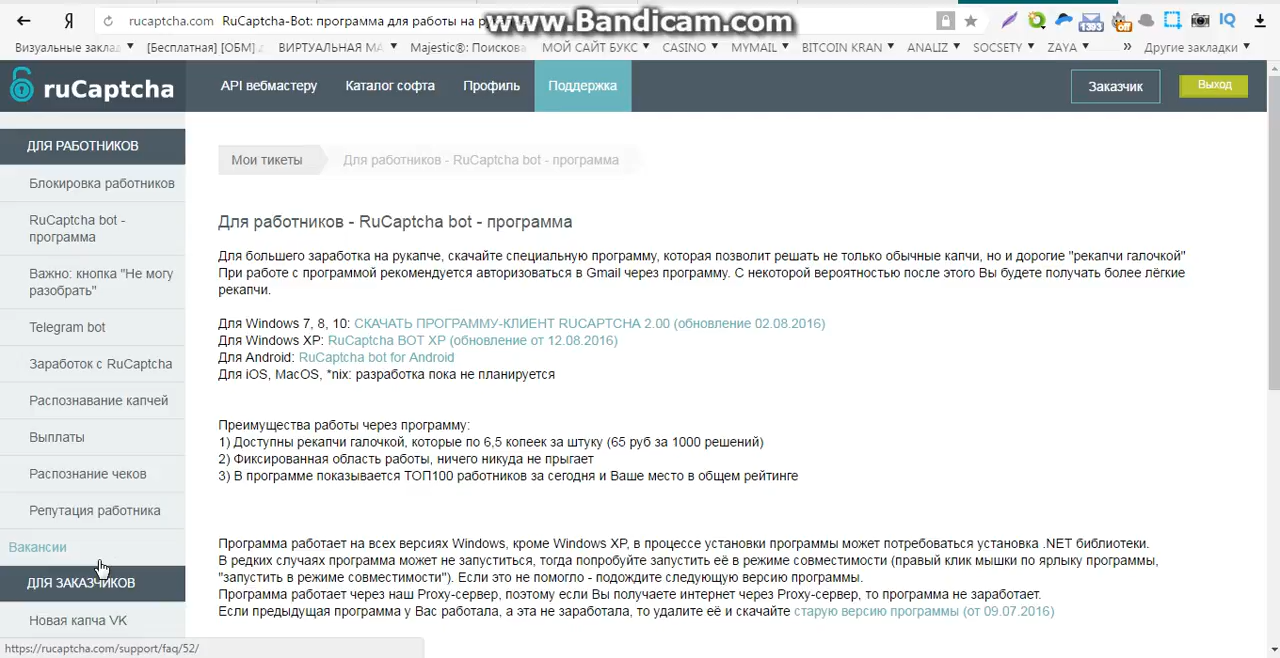 rucaptcha.com RuCaptcha-Bot: программа для работы на р
www.Bandicam.com
1393
off
Визуальные заклад
[Бесплатная] [ОБМ]
ВИРТУАЛЬНАЯ МА
Majestic®: Поискова
МОЙ САЙТ БУКС
CASINO
MYMAIL
BITCOIN KRAN
ANALIZ
SOCSETY
ZAYA
»
Другие закладки
ruCaptcha
API вебмастеру
Каталог софта
Профиль
Поддержка
Заказчик
Выход
ДЛЯ РАБОТНИКОВ
Блокировка работников
RuCaptcha bot -
программа
Важно: кнопка "Не могу
разобрать"
Telegram bot
Заработок с RuCaptcha
Распознавание капчей
Выплаты
Распознание чеков
Репутация работника
Вакансии
ДЛЯ ЗАКАЗЧИКОВ
Новая капча VK
https://rucaptcha.com/support/faq/52/
Мои тикеты
Для работников - RuCaptcha bot - программа
Для работников - RuCaptcha bot - программа
Для большего заработка на рукапче, скачайте специальную программу, которая позволит решать не только обычные капчи, но и дорогие "рекапчи галочкой"
При работе с программой рекомендуется авторизоваться в Gmail через программу. С некоторой вероятностью после этого Вы будете получать более лёгкие
рекапчи.
Для Windows 7, 8, 10: СКАЧАТЬ ПРОГРАММУ-КЛИЕНТ RUCAPTCHA 2.00 (обновление 02.08.2016)
Для Windows XP: RuCaptcha BOT XP (обновление от 12.08.2016)
Для Android: RuCaptcha bot for Android
Для iOS, MacOS, *nix: разработка пока не планируется
Преимущества работы через программу:
1) Доступны рекапчи галочкой, которые по 6,5 копеек за штуку (65 руб за 1000 решений)
2) Фиксированная область работы, ничего никуда не прыгает
3) В программе показывается ТОП100 работников за сегодня и Ваше место в общем рейтинге
Программа работает на всех версиях Windows, кроме Windows XP, в процессе установки программы может потребоваться установка .NET библиотеки.
В редких случаях программа может не запуститься, тогда попробуйте запустить её в режиме совместимости (правый клик мышки по ярлыку программы,
"запустить в режиме совместимости"). Если это не помогло - подождите следующую версию программы.
Программа работает через наш Proxy-сервер, поэтому если Вы получаете интернет через Proxy-сервер, то программа не заработает.
Если предыдущая программа у Вас работала, а эта не заработала, то удалите её и скачайте старую версию программы (от 09.07.2016)